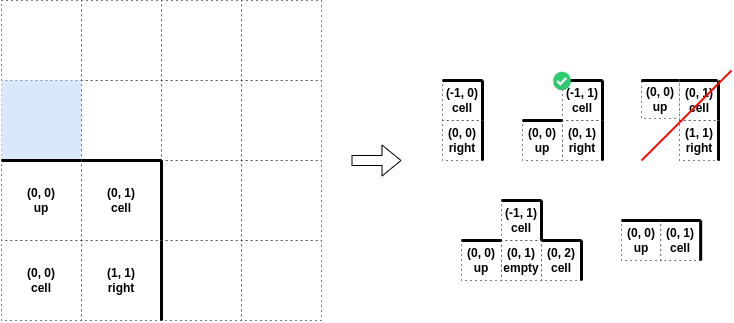 (0, 0)
up
(0, 1)
cell
(0, 0)
cell
(1, 1)
right
(-1, 0)
cell
(0, 0)
right
(-1, 1)
cell
(0, 0)
up
(0, 1)
right
(0, 0)
up
(0, 1)
cell
(1, 1)
right
(-1, 1)
cell
(0, 0)
up
(0, 1)
empty
(0, 2)
cell
(0, 0)
up
(0, 1)
cell